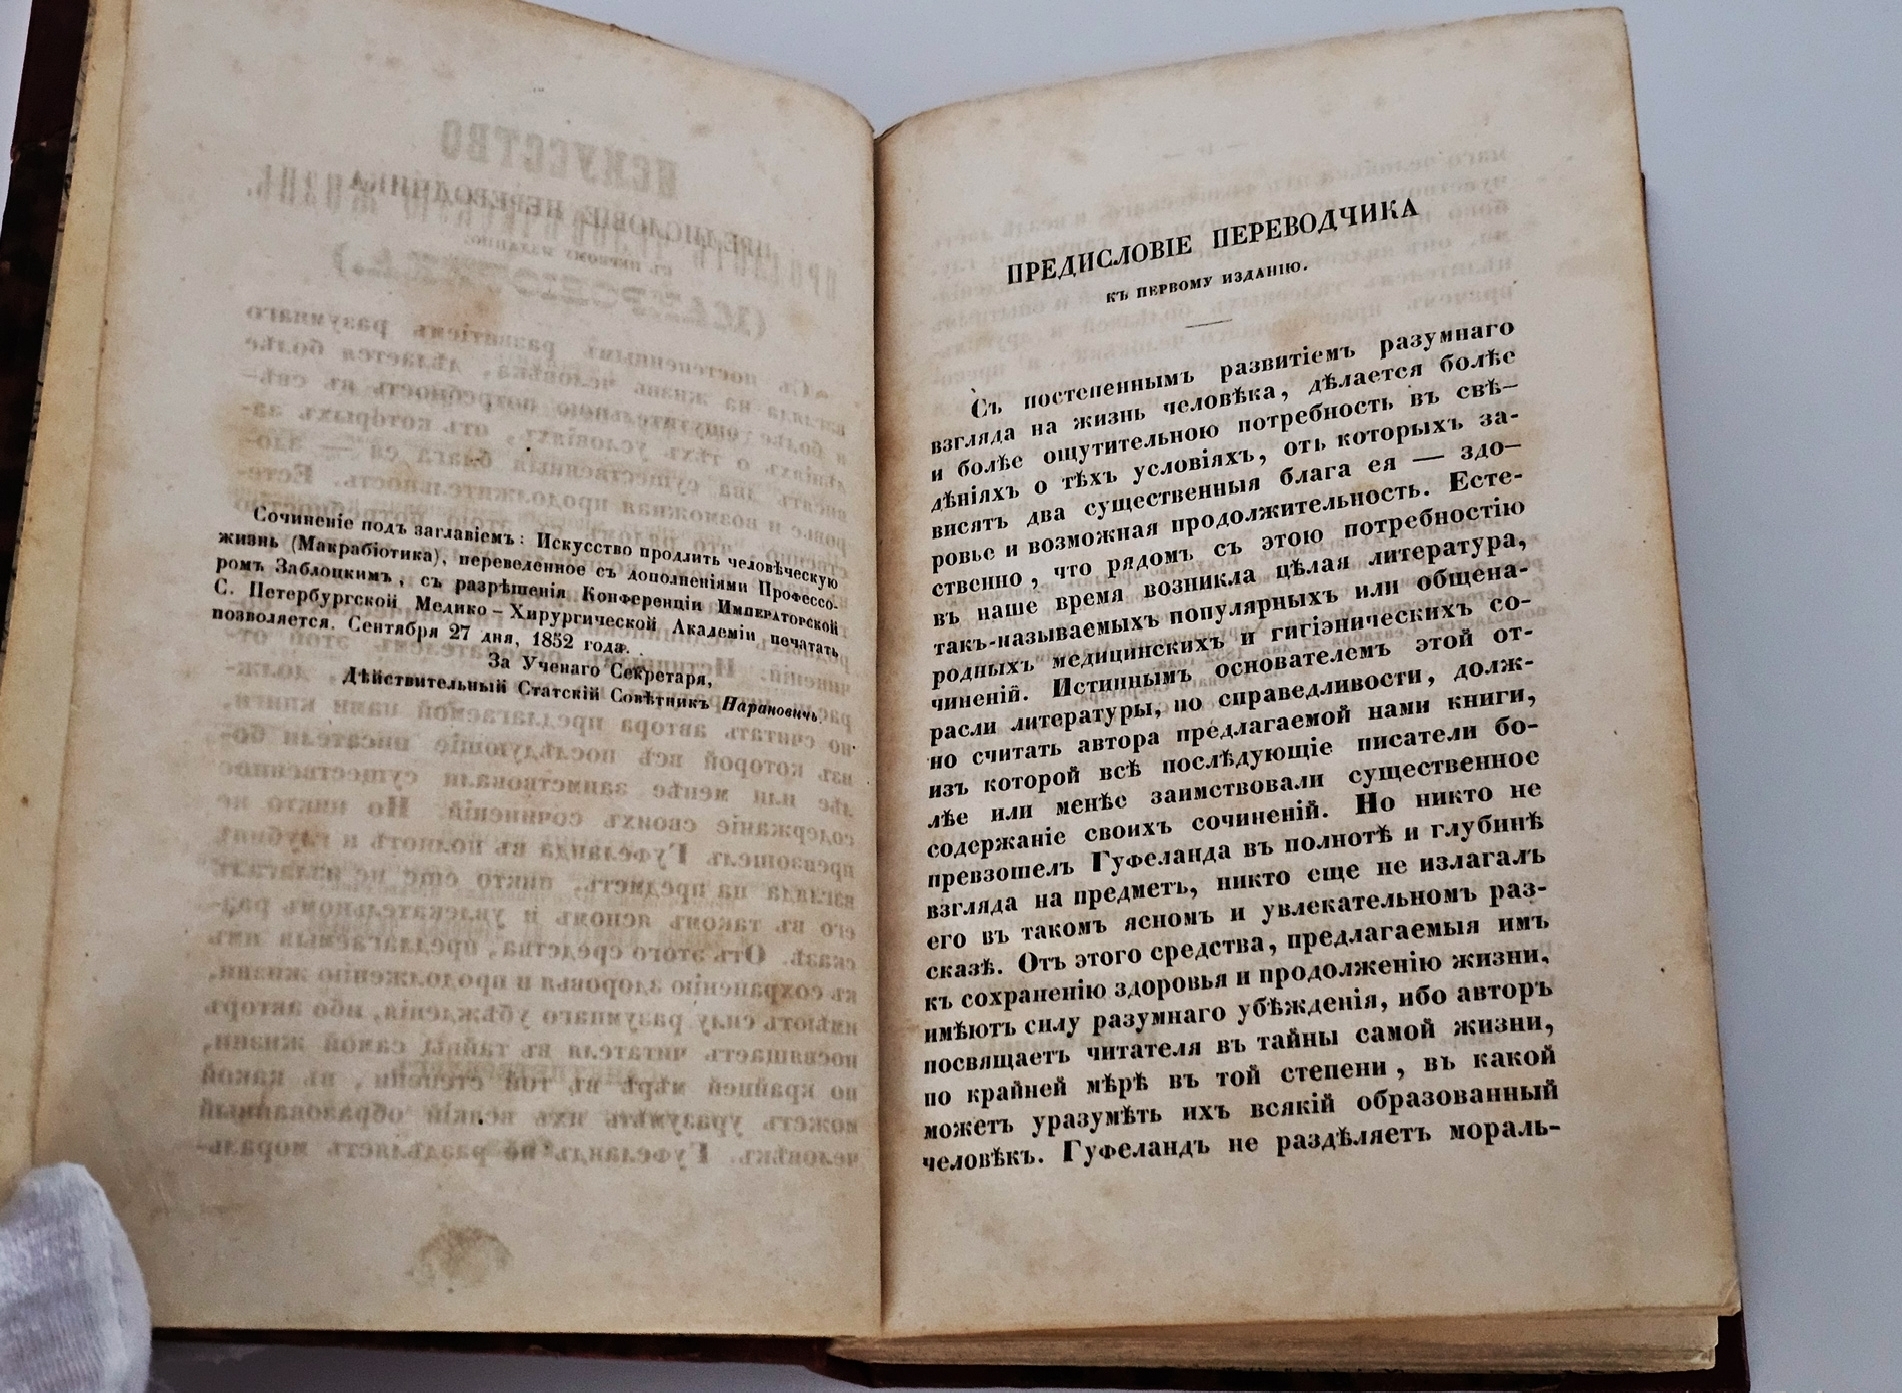 Сочиненіе подъ заглавіемъ: Искусство продлить человѣческую
жизнь (Макрабіотика), переведенное съ дополненіями Профессо-
ромъ Заблоцкимъ, съ разрѣшенія Конференціи Императорской
С. Петербургской Медико-Хирургической Академіи печатать
позволяется. Сентября 27 дня, 1852 года.
За Ученаго Секретаря,
Дѣйствительный Статскій Совѣтникъ Нарановичь.
ПРЕДИСЛОВІЕ ПЕРЕВОДЧИКА
КЪ ПЕРВОМУ ИЗДАНІЮ.
Съ постепеннымъ развитіемъ разумнаго
взгляда на жизнь человѣка, дѣлается болѣе
и болѣе ощутительною потребность въ свѣ-
дѣніяхъ о тѣхъ условіяхъ, отъ которыхъ за-
висятъ два существенныя блага ея — здо-
ровье и возможная продолжительность. Есте-
ственно, что рядомъ съ этою потребностію
въ наше время возникла цѣлая литература,
такъ-называемыхъ популярныхъ или общена-
родныхъ медицинскихъ и гигіэническихъ со-
чиненій. Истиннымъ основателемъ этой от-
расли литературы, по справедливости, долж-
но считать автора предлагаемой нами книги,
изъ которой всѣ послѣдующіе писатели бо-
лѣе или менѣе заимствовали существенное
содержаніе своихъ сочиненій. Но никто не
превзошелъ Гуфеланда въ полнотѣ и глубинѣ
взгляда на предметъ, никто еще не излагалъ
его въ такомъ ясномъ и увлекательномъ раз-
сказѣ. Отъ этого средства, предлагаемыя имъ
къ сохраненію здоровья и продолженію жизни,
имѣютъ силу разумнаго убѣжденія, ибо авторъ
посвящаетъ читателя въ тайны самой жизни,
по крайней мѣрѣ въ той степени, въ какой
можетъ уразумѣть ихъ всякій образованный
человѣкъ. Гуфеландъ не раздѣляетъ мораль-